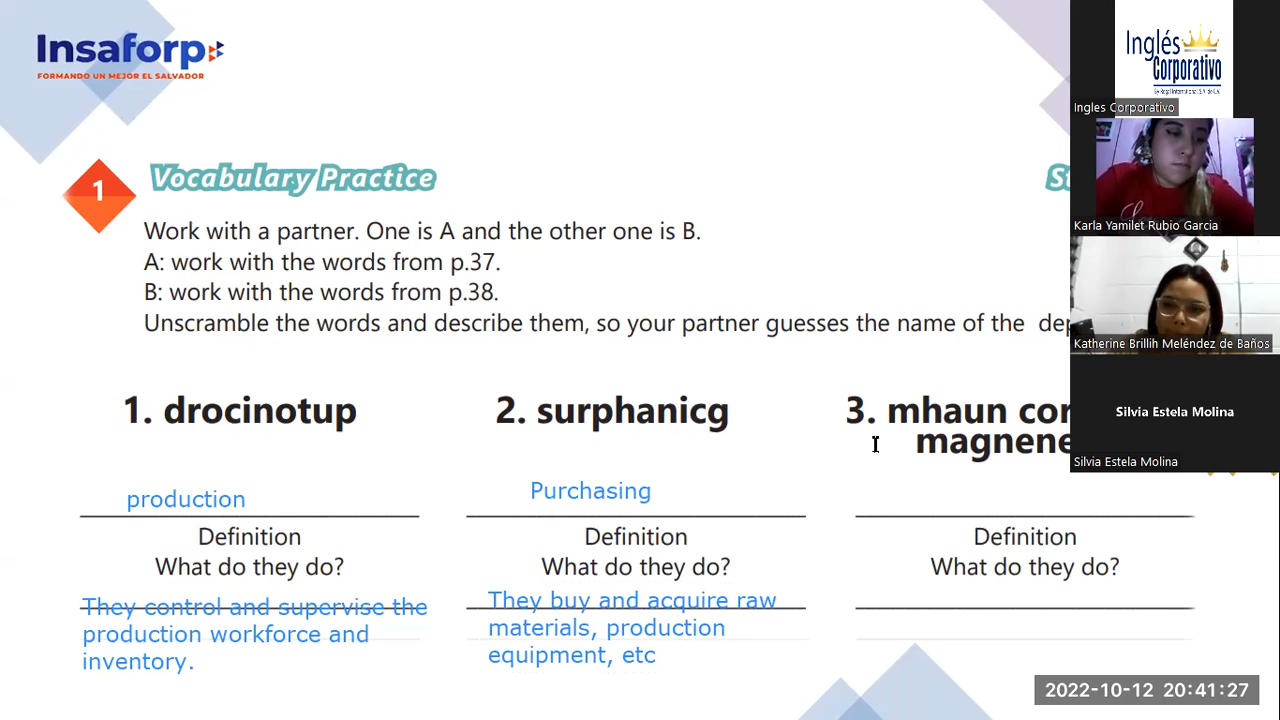 Insaforp
FORMANDO UN MEJOR EL SALVADOR
1
Vocabulary Practice
Work with a partner. One is A and the other one is B.
A: work with the words from p.37.
B: work with the words from p.38.
Unscramble the words and describe them, so your partner guesses the name of the
1. drocinotup
2. surphanicg
3. mhaun
production
Purchasing
Definition
What do they do?
Definition
What do they do?
Definition
What do they do?
They control and supervise the
production workforce and
inventory.
They buy and acquire raw
materials, production
equipment, etc
Inglés
Corporativo
Ingles Corporativo
Karla Yamilet Rubio Garcia
Katherine Brillih Meléndez de Baños
Silvia Estela Molina
Silvia Estela Molina
2022-10-12 20:41:27